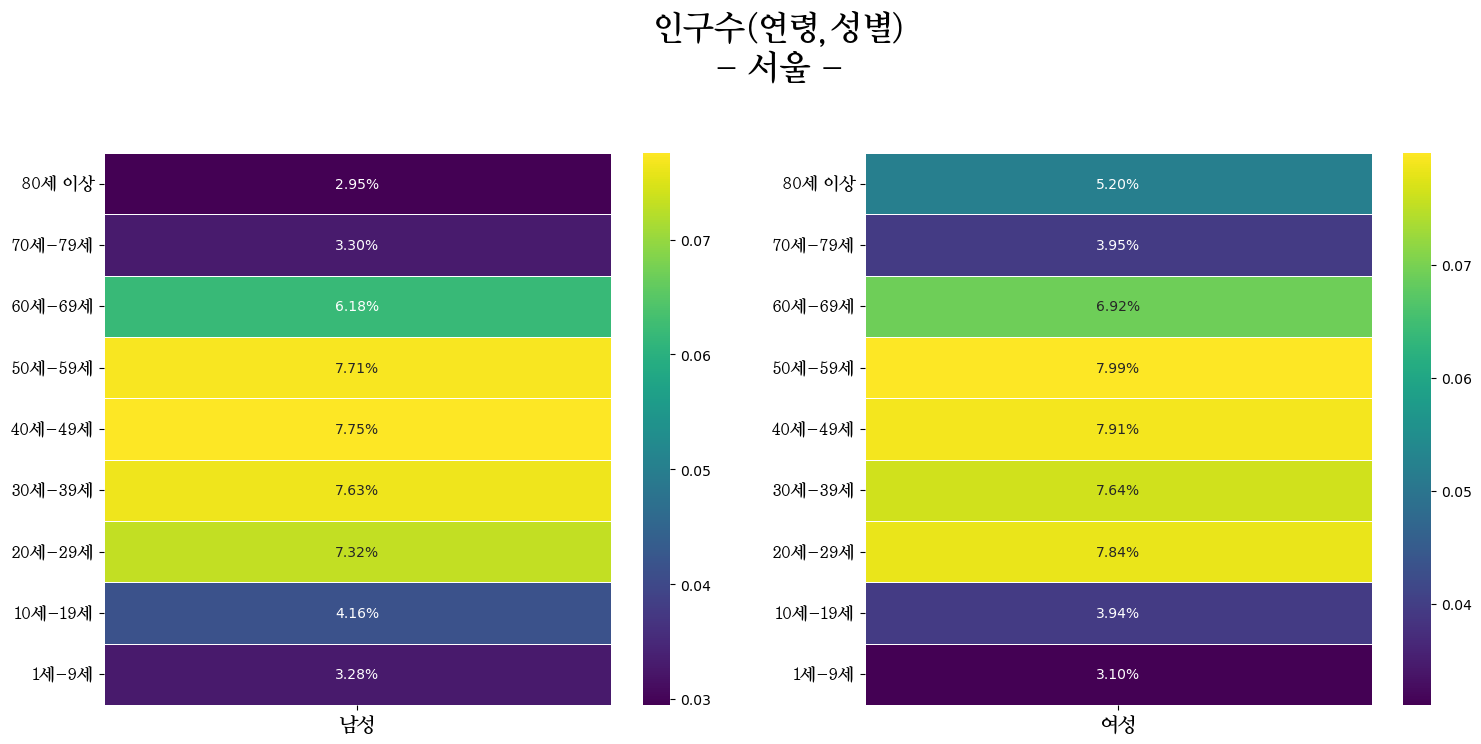 인구수(연령, 성별)
- 서울 -
80세 이상
2.95%
70세-79세
3.30%
60세-69세
6.18%
50세-59세
7.71%
40세-49세
7.75%
30세-39세
7.63%
20세-29세
7.32%
10세-19세
4.16%
1세-9세
3.28%
남성
0.07
0.06
0.05
0.04
0.03
80세 이상
5.20%
70세-79세
3.95%
60세-69세
6.92%
50세-59세
7.99%
40세-49세
7.91%
30세-39세
7.64%
20세-29세
7.84%
10세-19세
3.94%
1세-9세
3.10%
여성
0.07
0.06
0.05
0.04